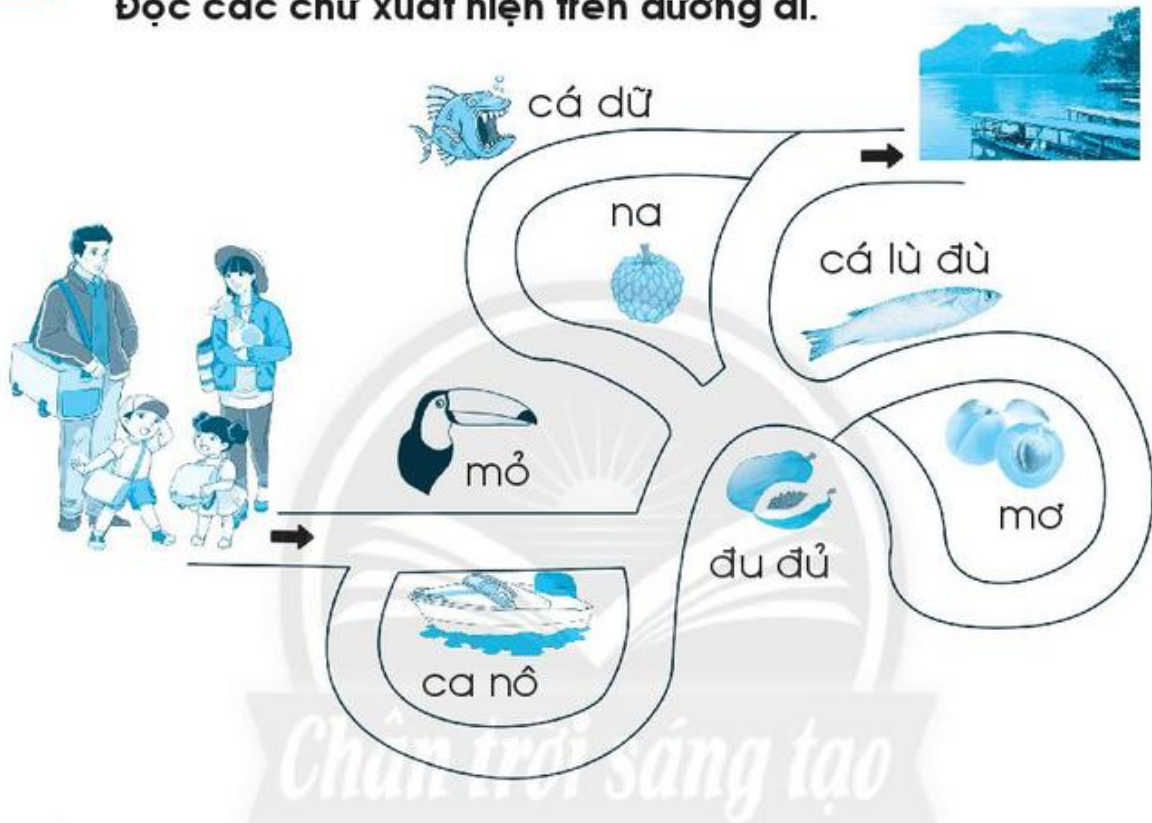 Đọc các chữ xuất hiện trên đường đi.
cá dữ
na
cá lù đù
mỏ
mơ
đu đủ
ca nô
Chân trời sáng tạo